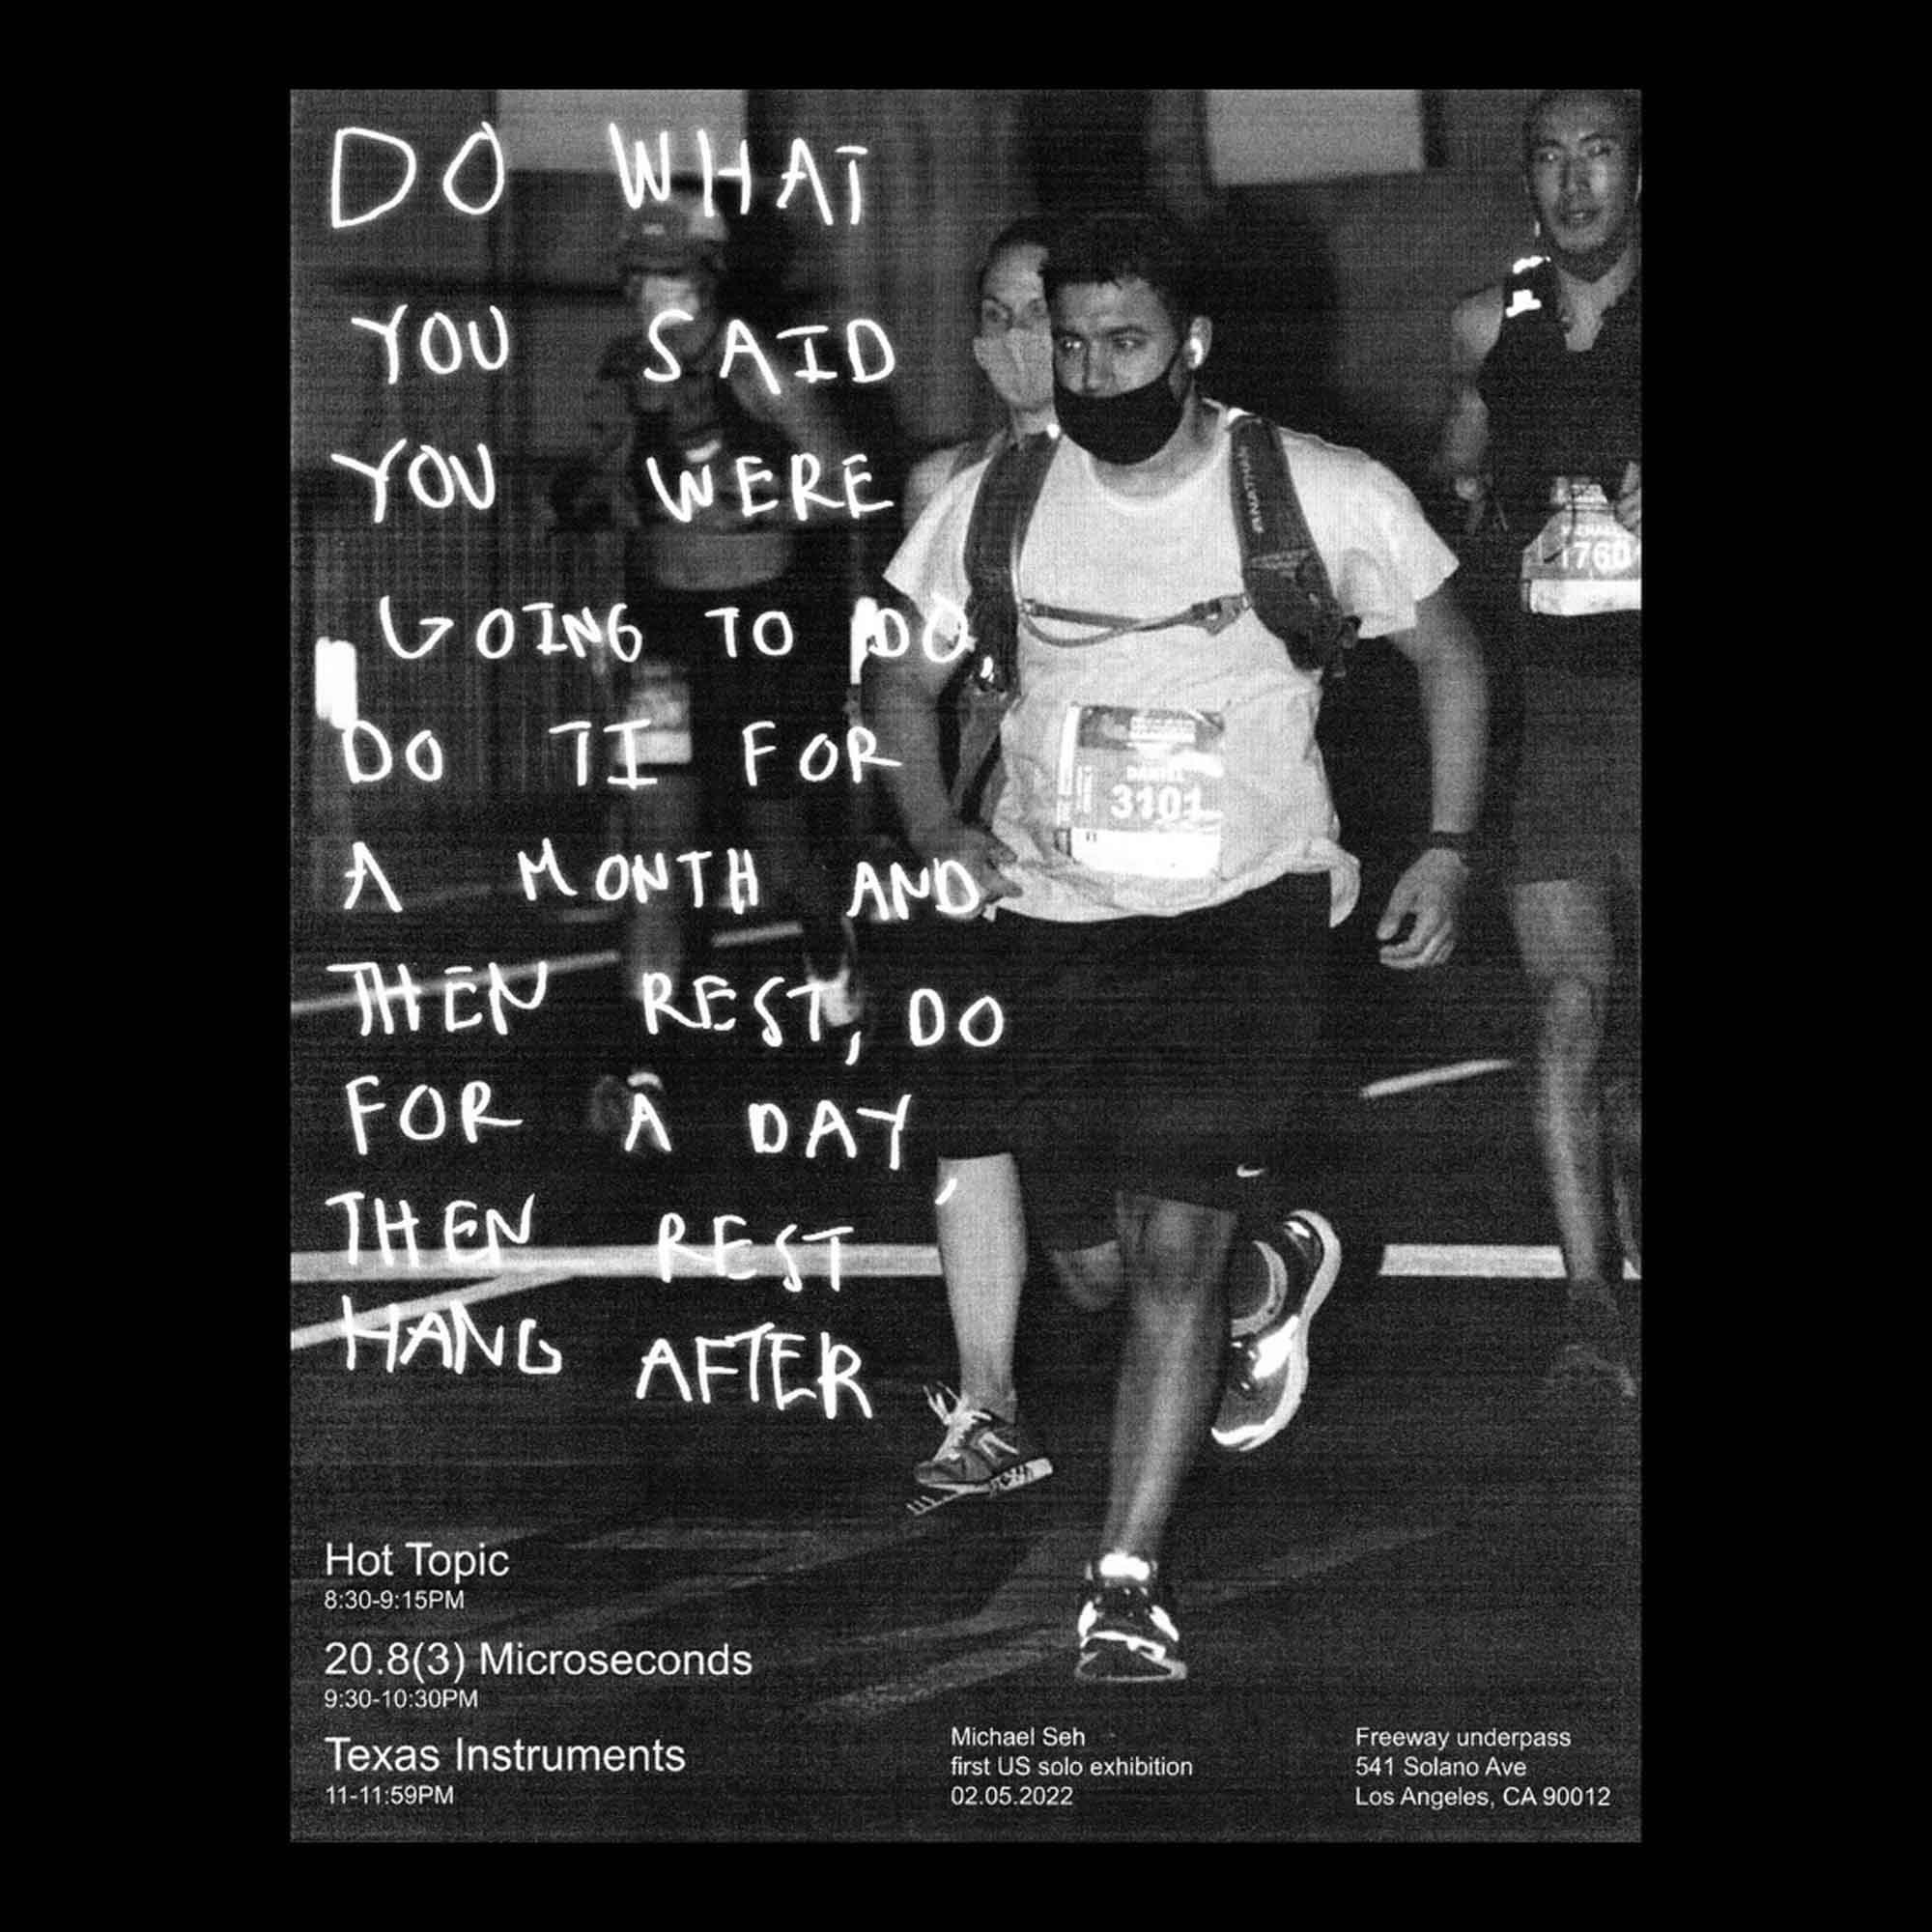 DO WHAT
YOU SAID
YOU WERE
GOING TO DO,
DO TI FOR
A MONTH AND
THEN REST, DO
FOR A DAY,
THEN REST
HANG AFTER
1760
DANIEL
3101
Hot Topic
8:30-9:15PM
20.8(3) Microseconds
9:30-10:30PM
Texas Instruments
11-11:59PM
Michael Seh
first US solo exhibition
02.05.2022
Freeway underpass
541 Solano Ave
Los Angeles, CA 90012